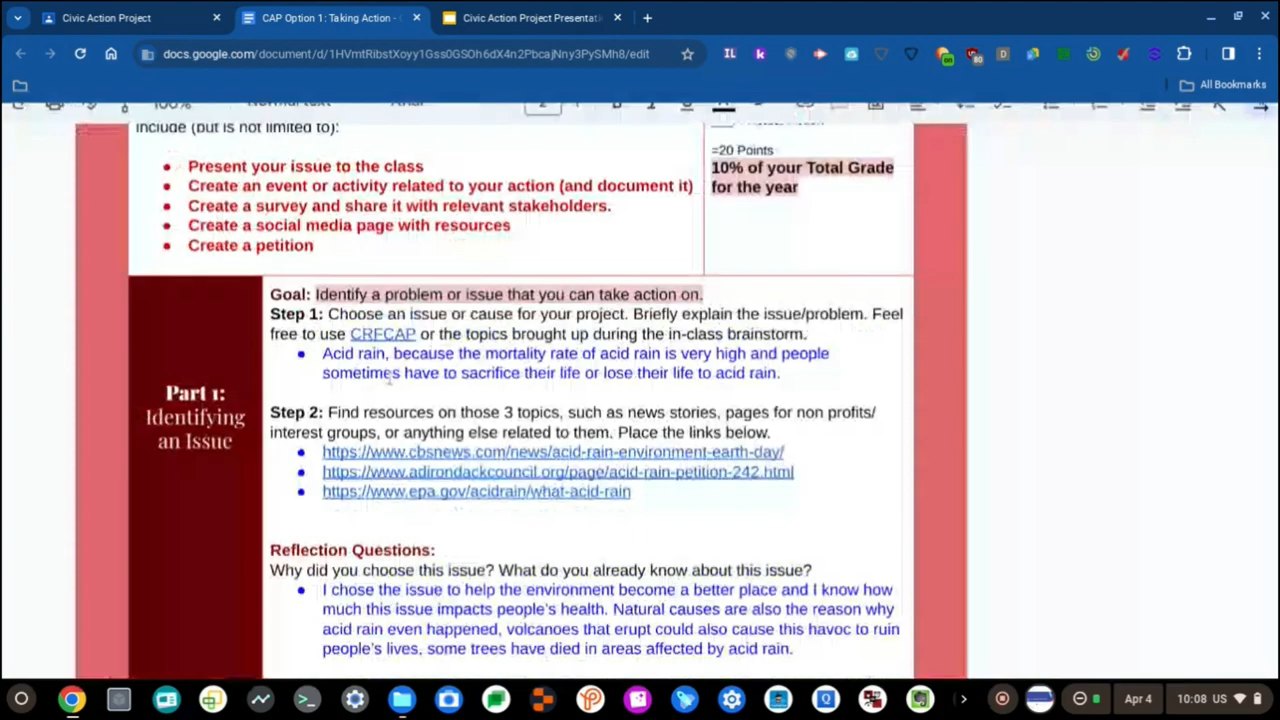 Civic Action Project
CAP Option 1: Taking Action -
Civic Action Project Presentati
docs.google.com/document/d/1HVmtRibstXoyy1Gss0GSOh6dX4n2PbcajNny3PySMh8/edit
All Bookmarks
100%
Normal text
Arial
include (but is not limited to):
Present your issue to the class
Create an event or activity related to your action (and document it)
Create a survey and share it with relevant stakeholders.
Create a social media page with resources
Create a petition
=20 Points
10% of your Total Grade
for the year
Part 1:
Identifying
an Issue
Goal: Identify a problem or issue that you can take action on.
Step 1: Choose an issue or cause for your project. Briefly explain the issue/problem. Feel
free to use CRFCAP or the topics brought up during the in-class brainstorm.
Acid rain, because the mortality rate of acid rain is very high and people
sometimes have to sacrifice their life or lose their life to acid rain.
Step 2: Find resources on those 3 topics, such as news stories, pages for non profits/
interest groups, or anything else related to them. Place the links below.
https://www.cbsnews.com/news/acid-rain-environment-earth-day/
https://www.adirondackcouncil.org/page/acid-rain-petition-242.html
https://www.epa.gov/acidrain/what-acid-rain
Reflection Questions:
Why did you choose this issue? What do you already know about this issue?
I chose the issue to help the environment become a better place and I know how
much this issue impacts people's health. Natural causes are also the reason why
acid rain even happened, volcanoes that erupt could also cause this havoc to ruin
people's lives, some trees have died in areas affected by acid rain.
Apr 4
10:08 US